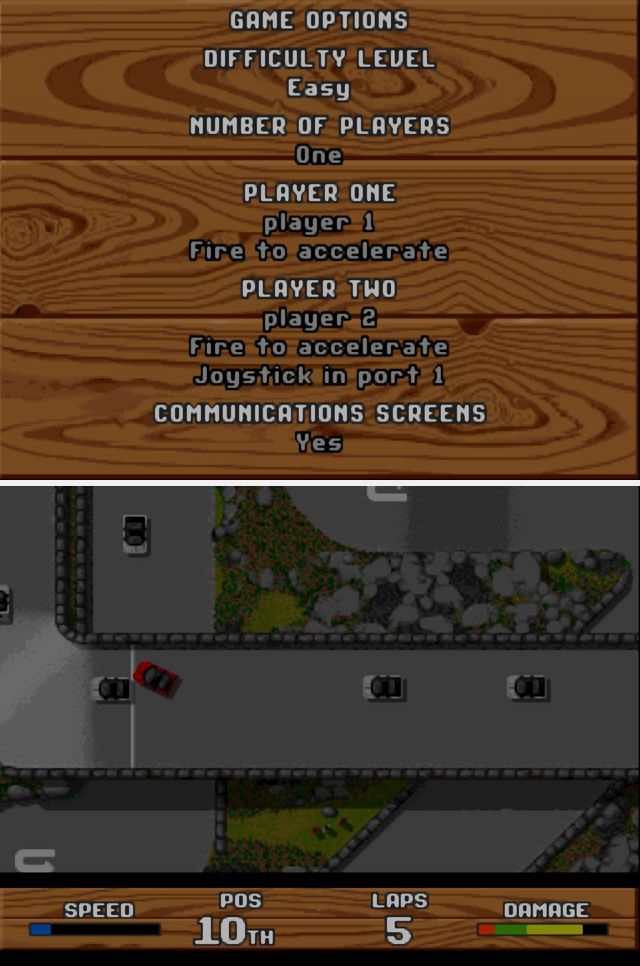 GAME OPTIONS
DIFFICULTY LEVEL
Easy
NUMBER OF PLAYERS
One
PLAYER ONE
player 1
Fire to accelerate
PLAYER TWO
player 2
Fire to accelerate
Joystick in port 1
COMMUNICATIONS SCREENS
Yes
SPEED
POS
10TH
LAPS
5
DAMAGE